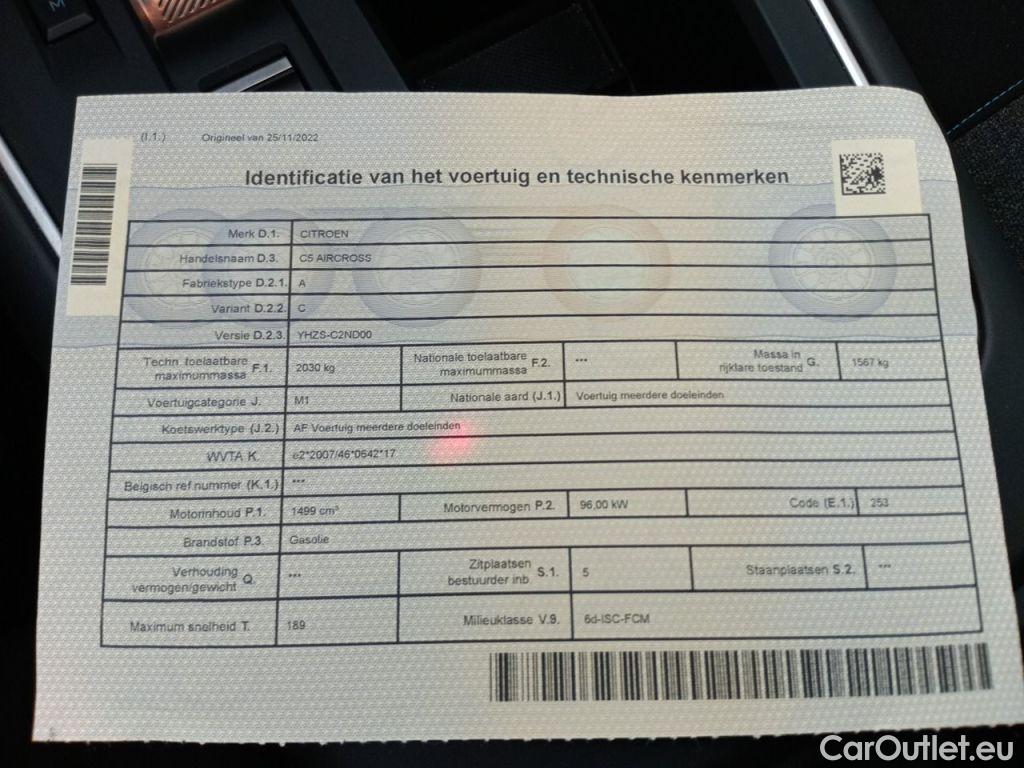 M
(I.1.) Origineel van 25/11/2022
Identificatie van het voertuig en technische kenmerken
Merk D.1. CITROEN
Handelsnaam D.3. C5 AIRCROSS
Fabriekstype D.2.1. A
Variant D.2.2. C
Versie D.2.3. YHZS-C2ND00
Techn. toelaatbare maximummassa F.1. 2030 kg Nationale toelaatbare maximummassa F.2. *** Massa in rijklare toestand G. 1567 kg
Voertuigcategorie J. M1 Nationale aard (J.1.) Voertuig meerdere doeleinden
Koetswerktype (J.2.) AF Voertuig meerdere doeleinden
WVTA K. e2*2007/46*0642*17
Belgisch ref.nummer (K.1.) ***
Motorinhoud P.1. 1499 cm³ Motorvermogen P.2. 96,00 kW Code (E.1.) 253
Brandstof P.3. Gasolie
Verhouding vermogen/gewicht Q. *** Zitplaatsen bestuurder inb. S.1. 5 Staanplaatsen S.2. ***
Maximum snelheid T. 189 Milieuklasse V.9. 6d-ISC-FCM
CarOutlet.eu